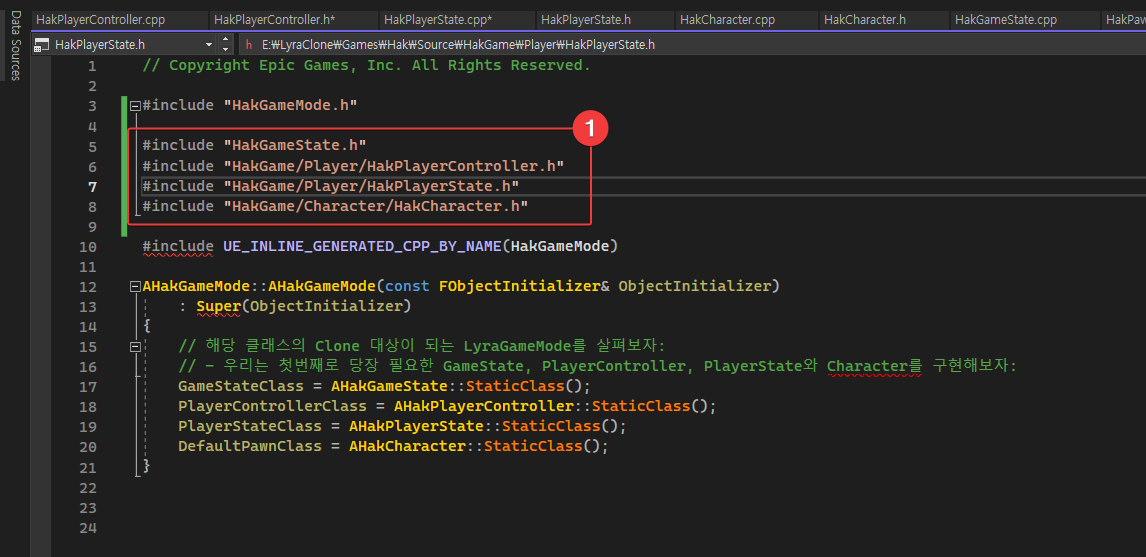 Data Sources
HakPlayerController.cpp HakPlayerController.h* HakPlayerState.cpp* HakPlayerState.h HakCharacter.cpp HakCharacter.h HakGameState.cpp HakPaw
HakPlayerState.h h E:₩LyraClone₩Games₩Hak₩Source₩HakGame₩Player₩HakPlayerState.h
1 // Copyright Epic Games, Inc. All Rights Reserved.
2
3 #include "HakGameMode.h"
4
1
5 #include "HakGameState.h"
6 #include "HakGame/Player/HakPlayerController.h"
7 #include "HakGame/Player/HakPlayerState.h"
8 #include "HakGame/Character/HakCharacter.h"
9
10 #include UE_INLINE_GENERATED_CPP_BY_NAME(HakGameMode)
11
12 AHakGameMode::AHakGameMode(const FObjectInitializer& ObjectInitializer)
13 : Super(ObjectInitializer)
14 {
15 // 해당 클래스의 Clone 대상이 되는 LyraGameMode를 살펴보자:
16 // - 우리는 첫번째로 당장 필요한 GameState, PlayerController, PlayerState와 Character를 구현해보자:
17 GameStateClass = AHakGameState::StaticClass();
18 PlayerControllerClass = AHakPlayerController::StaticClass();
19 PlayerStateClass = AHakPlayerState::StaticClass();
20 DefaultPawnClass = AHakCharacter::StaticClass();
21 }
22
23
24